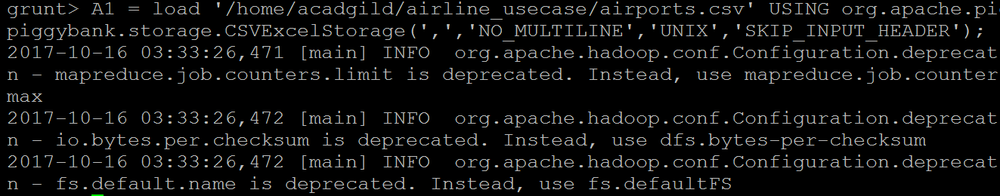 grunt> A1 = load '/home/acadgild/airline_usecase/airports.csv' USING org.apache.pi
piggybank.storage.CSVExcelStorage(',','NO_MULTILINE','UNIX','SKIP_INPUT_HEADER');
2017-10-16 03:33:26,471 [main] INFO  org.apache.hadoop.conf.Configuration.deprecat
n - mapreduce.job.counters.limit is deprecated. Instead, use mapreduce.job.counter
max
2017-10-16 03:33:26,472 [main] INFO  org.apache.hadoop.conf.Configuration.deprecat
n - io.bytes.per.checksum is deprecated. Instead, use dfs.bytes-per-checksum
2017-10-16 03:33:26,472 [main] INFO  org.apache.hadoop.conf.Configuration.deprecat
n - fs.default.name is deprecated. Instead, use fs.defaultFS